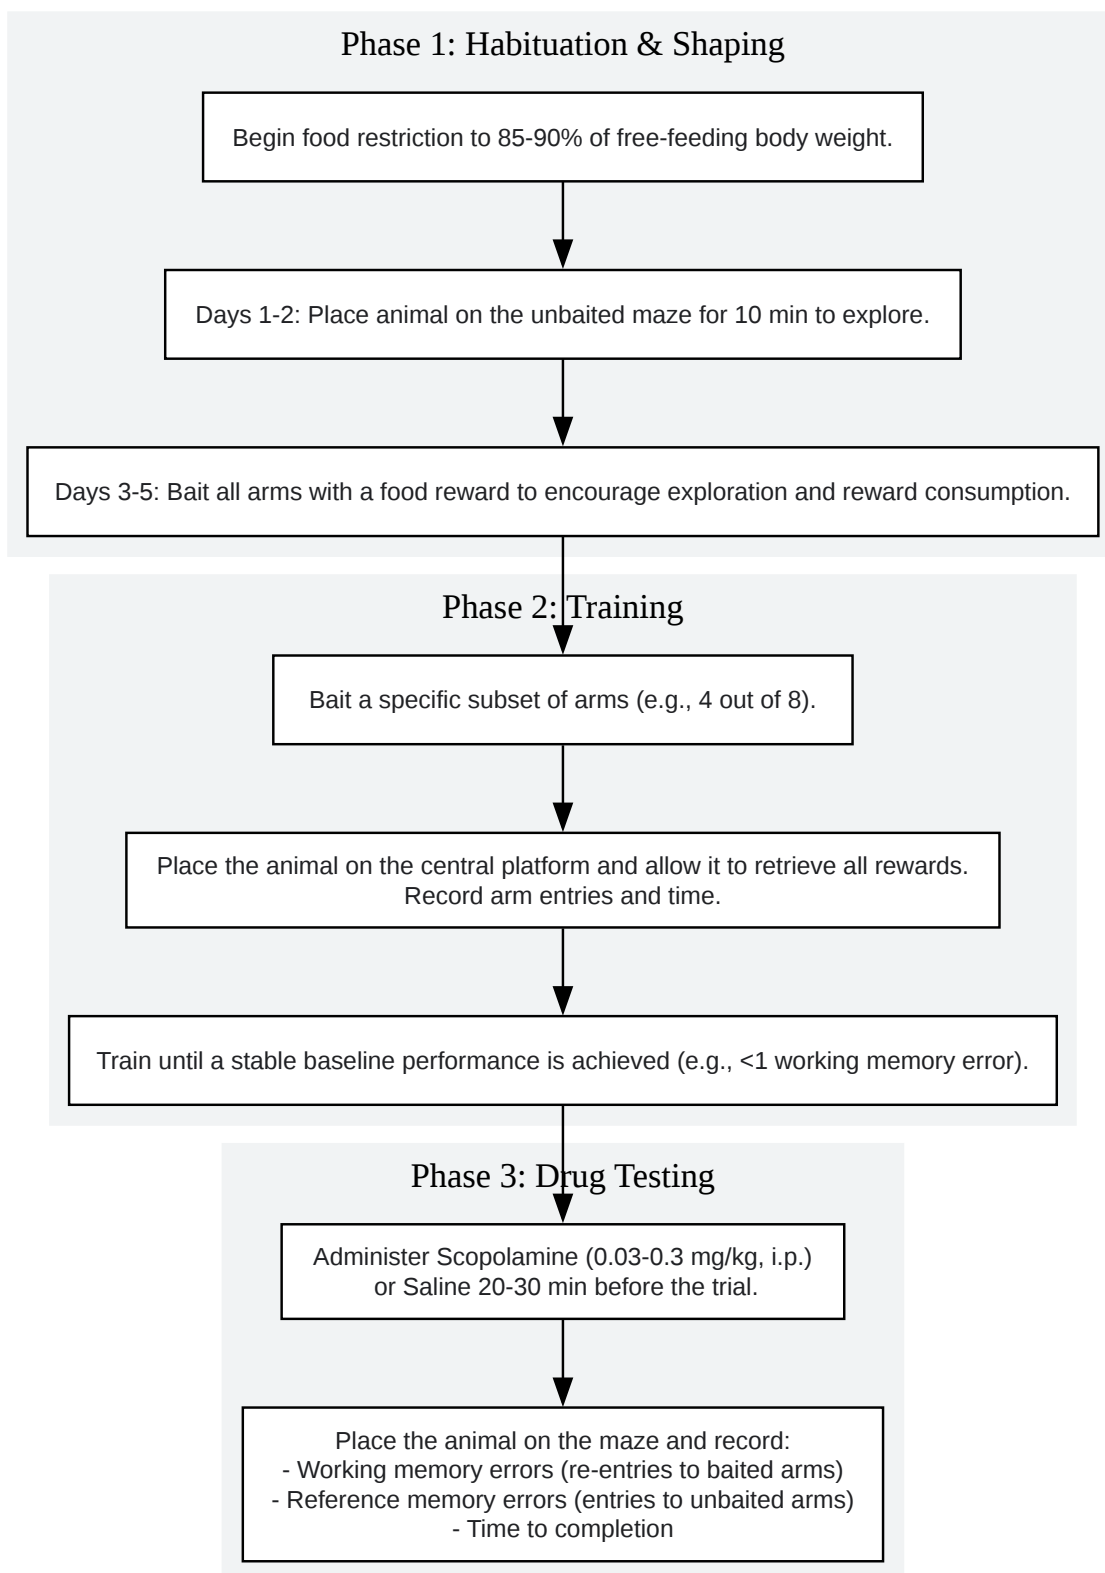 Phase 1: Habituation & Shaping
Begin food restriction to 85-90% of free-feeding body weight.
Days 1-2: Place animal on the unbaited maze for 10 min to explore.
Days 3-5: Bait all arms with a food reward to encourage exploration and reward consumption.
Phase 2: Training
Bait a specific subset of arms (e.g., 4 out of 8).
Place the animal on the central platform and allow it to retrieve all rewards.
Record arm entries and time.
Train until a stable baseline performance is achieved (e.g., <1 working memory error).
Phase 3: Drug Testing
Administer Scopolamine (0.03-0.3 mg/kg, i.p.)
or Saline 20-30 min before the trial.
Place the animal on the maze and record:
- Working memory errors (re-entries to baited arms)
- Reference memory errors (entries to unbaited arms)
- Time to completion